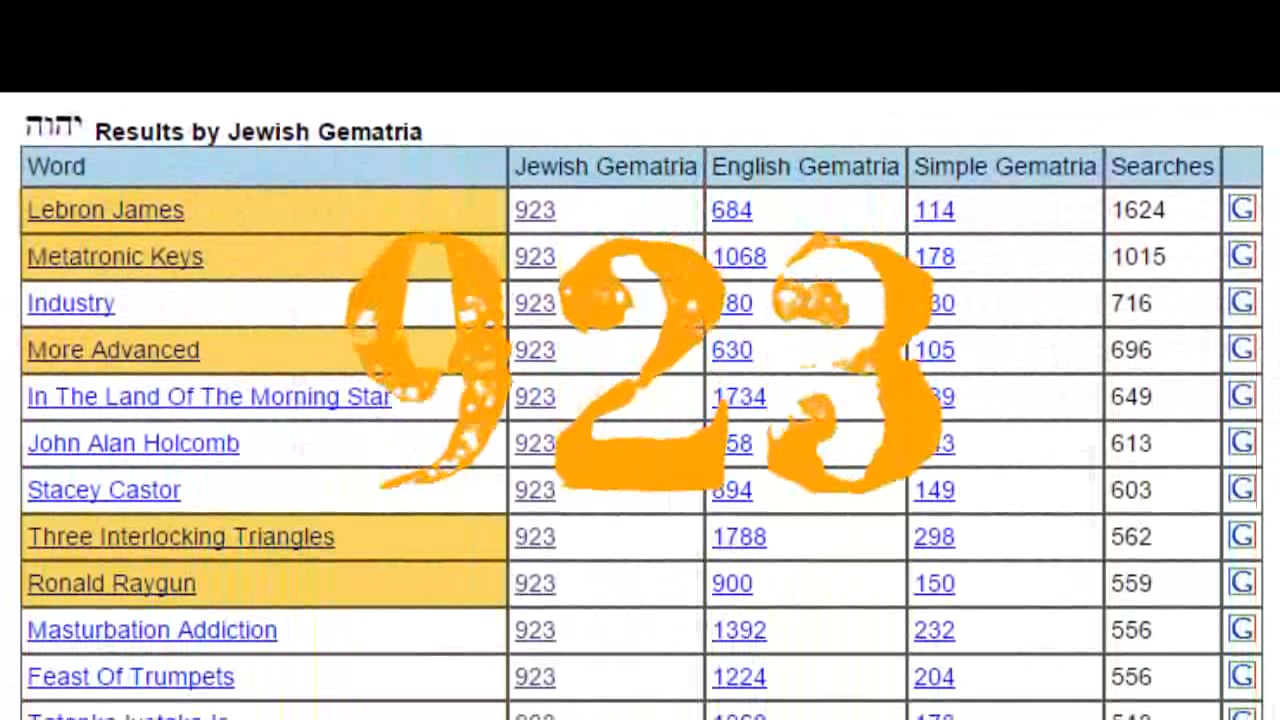 יהוה Results by Jewish Gematria
Word Jewish Gematria English Gematria Simple Gematria Searches
Lebron James 923 684 114 1624 G
Metatronic Keys 923 1068 178 1015 G
Industry 923 80 30 716 G
More Advanced 923 630 105 696 G
In The Land Of The Morning Star 923 1734 649 G
John Alan Holcomb 923 58 613 G
Stacey Castor 923 894 149 603 G
Three Interlocking Triangles 923 1788 298 562 G
Ronald Raygun 923 900 150 559 G
Masturbation Addiction 923 1392 232 556 G
Feast Of Trumpets 923 1224 204 556 G
923